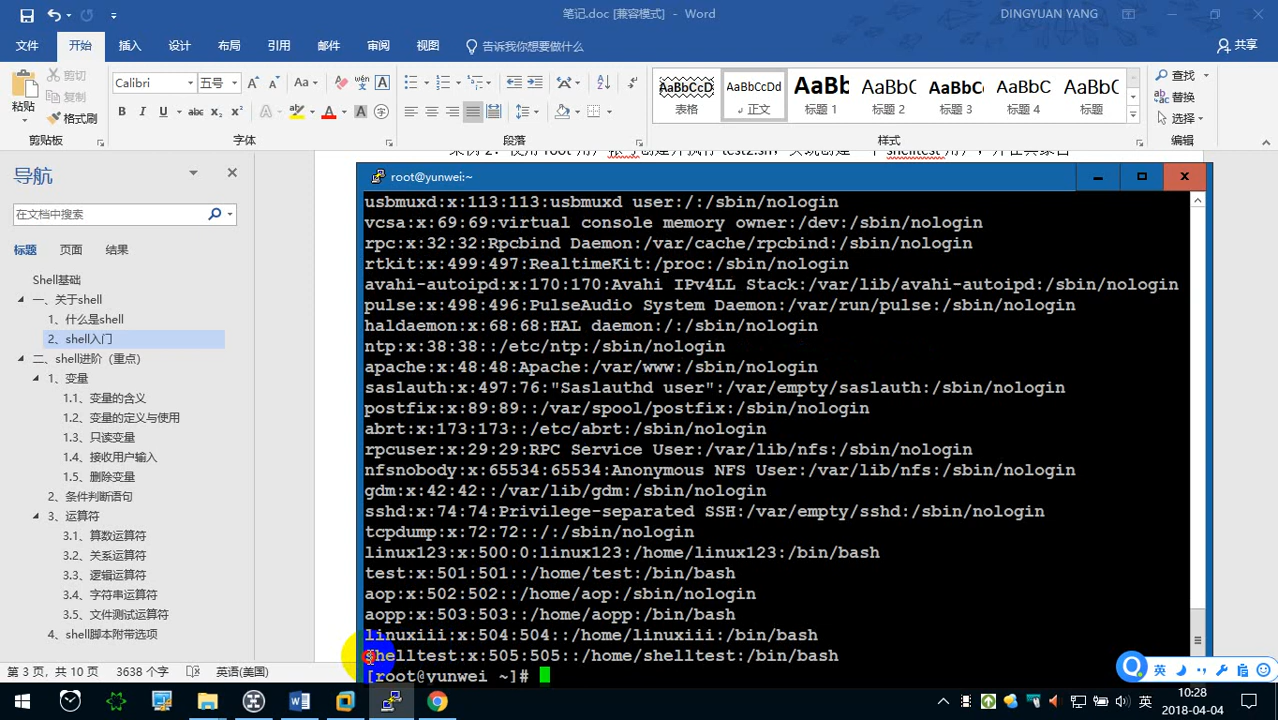 笔记.doc [兼容模式] - Word
DINGYUAN YANG
文件 开始 插入 设计 布局 引用 邮件 审阅 视图 告诉我你想要做什么 共享
粘贴 剪切 复制 格式刷
Calibri 五号
AaBbCcD 表格
AaBbCcDd 正文
AaBb 标题 1
AaBbC 标题 2
AaBbC 标题 3
AaBbC 标题 4
AaBbC 标题
查找
替换
选择
剪贴板 字体 段落 样式 编辑
导航
在文档中搜索
标题 页面 结果
Shell基础
一、关于shell
1、什么是shell
2、shell入门
二、shell进阶（重点）
1、变量
1.1、变量的含义
1.2、变量的定义与使用
1.3、只读变量
1.4、接收用户输入
1.5、删除变量
2、条件判断语句
3、运算符
3.1、算数运算符
3.2、关系运算符
3.3、逻辑运算符
3.4、字符串运算符
3.5、文件测试运算符
4、shell脚本附带选项
root@yunwei:~
usbmuxd:x:113:113:usbmuxd user:/:/sbin/nologin
vcsa:x:69:69:virtual console memory owner:/dev:/sbin/nologin
rpc:x:32:32:Rpcbind Daemon:/var/cache/rpcbind:/sbin/nologin
rtkit:x:499:497:RealtimeKit:/proc:/sbin/nologin
avahi-autoipd:x:170:170:Avahi IPv4LL Stack:/var/lib/avahi-autoipd:/sbin/nologin
pulse:x:498:496:PulseAudio System Daemon:/var/run/pulse:/sbin/nologin
haldaemon:x:68:68:HAL daemon:/:/sbin/nologin
ntp:x:38:38::/etc/ntp:/sbin/nologin
apache:x:48:48:Apache:/var/www:/sbin/nologin
saslauth:x:497:76:"Saslauthd user":/var/empty/saslauth:/sbin/nologin
postfix:x:89:89::/var/spool/postfix:/sbin/nologin
abrt:x:173:173::/etc/abrt:/sbin/nologin
rpcuser:x:29:29:RPC Service User:/var/lib/nfs:/sbin/nologin
nfsnobody:x:65534:65534:Anonymous NFS User:/var/lib/nfs:/sbin/nologin
gdm:x:42:42::/var/lib/gdm:/sbin/nologin
sshd:x:74:74:Privilege-separated SSH:/var/empty/sshd:/sbin/nologin
tcpdump:x:72:72::/:/sbin/nologin
linux123:x:500:0:linux123:/home/linux123:/bin/bash
test:x:501:501::/home/test:/bin/bash
aop:x:502:502::/home/aop:/sbin/nologin
aopp:x:503:503::/home/aopp:/bin/bash
linuxiii:x:504:504::/home/linuxiii:/bin/bash
shelltest:x:505:505::/home/shelltest:/bin/bash
[root@yunwei ~]#
第 3 页，共 10 页 3638 个字 英语(美国)
英
英 10:28
2018-04-04